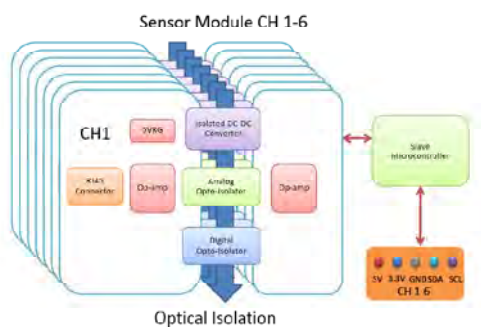 Sensor Module CH 1-6
CH1
Isolated DC-DC
Converter
Slave
Microcontroller
RJ45
Connector
Op-amp
Analog
Opto-Isolator
Op-amp
Digital
Opto-Isolator
5V 3.3V GND SDA SCL
CH 1 6
Optical Isolation